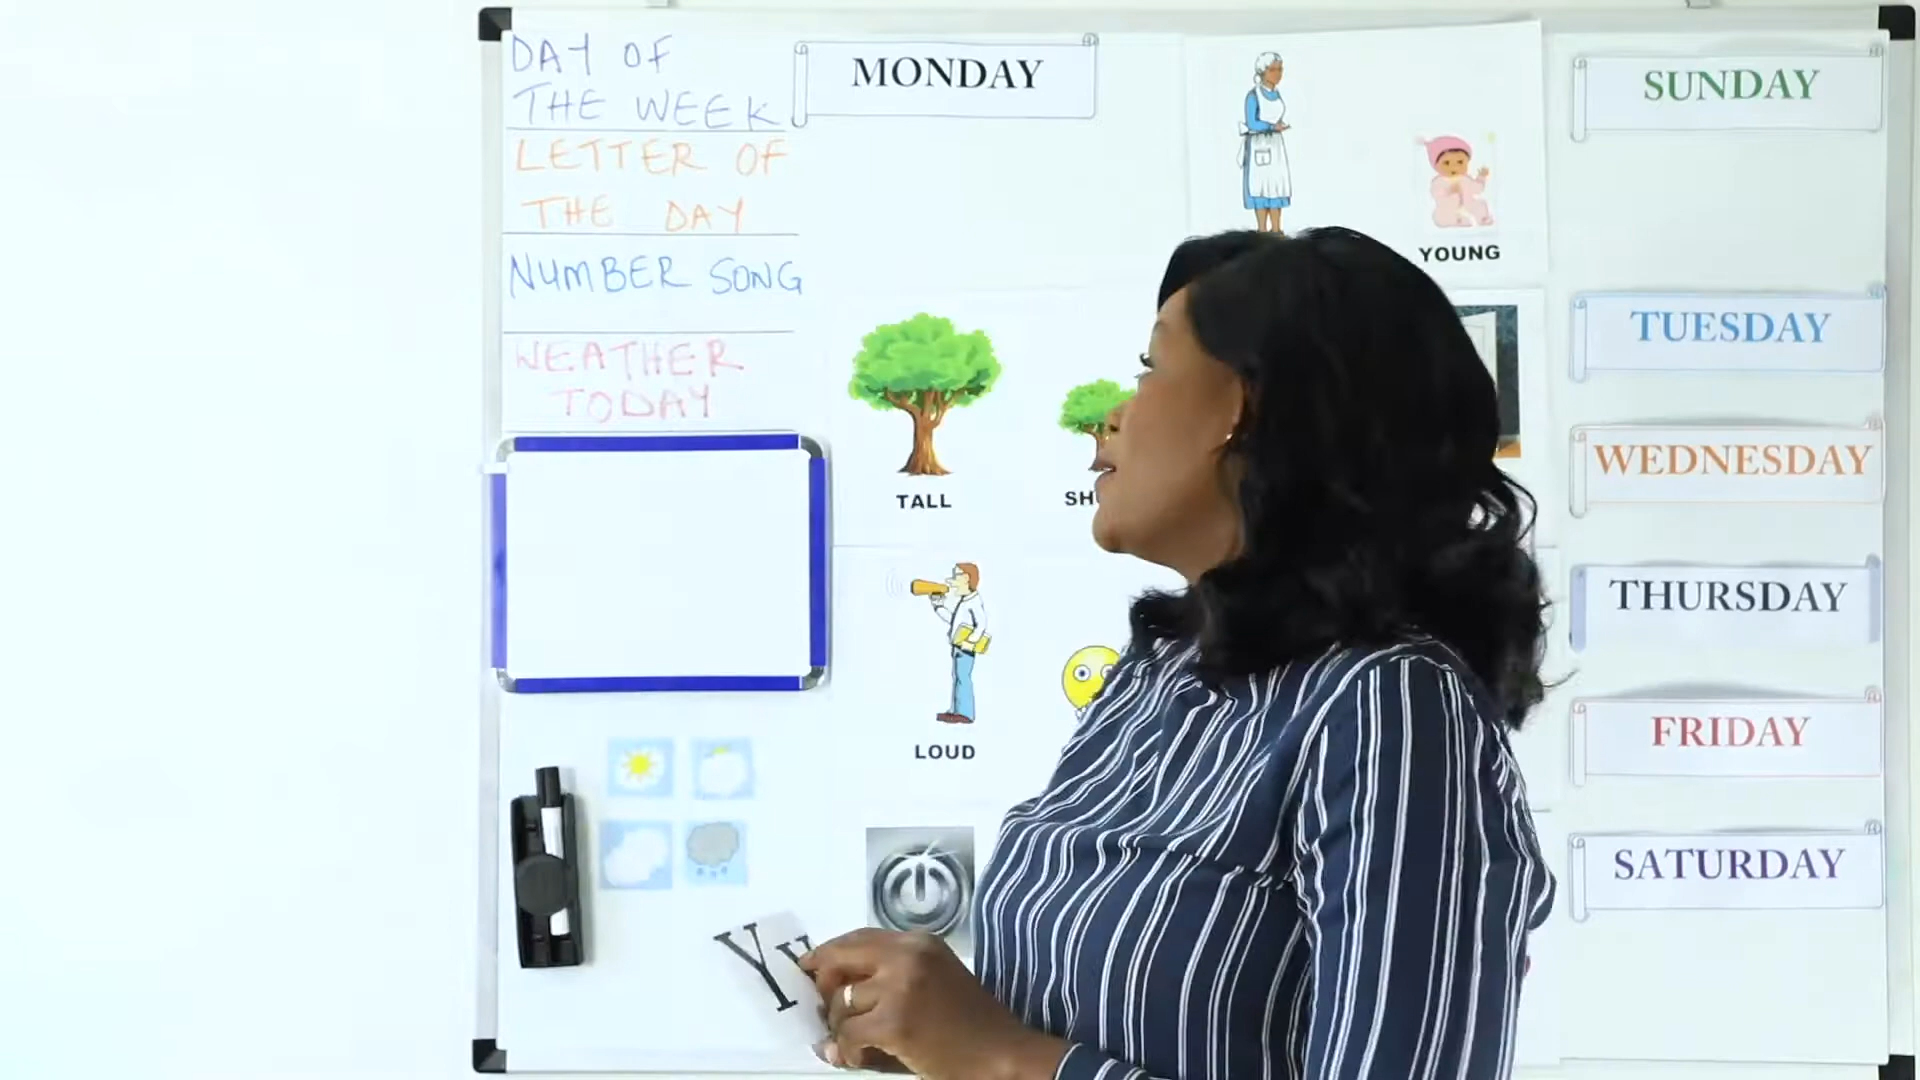 DAY OF
THE WEEK
MONDAY
LETTER OF
THE DAY
NUMBER SONG
WEATHER
TODAY
YOUNG
TALL
LOUD
Y
SUNDAY
TUESDAY
WEDNESDAY
THURSDAY
FRIDAY
SATURDAY